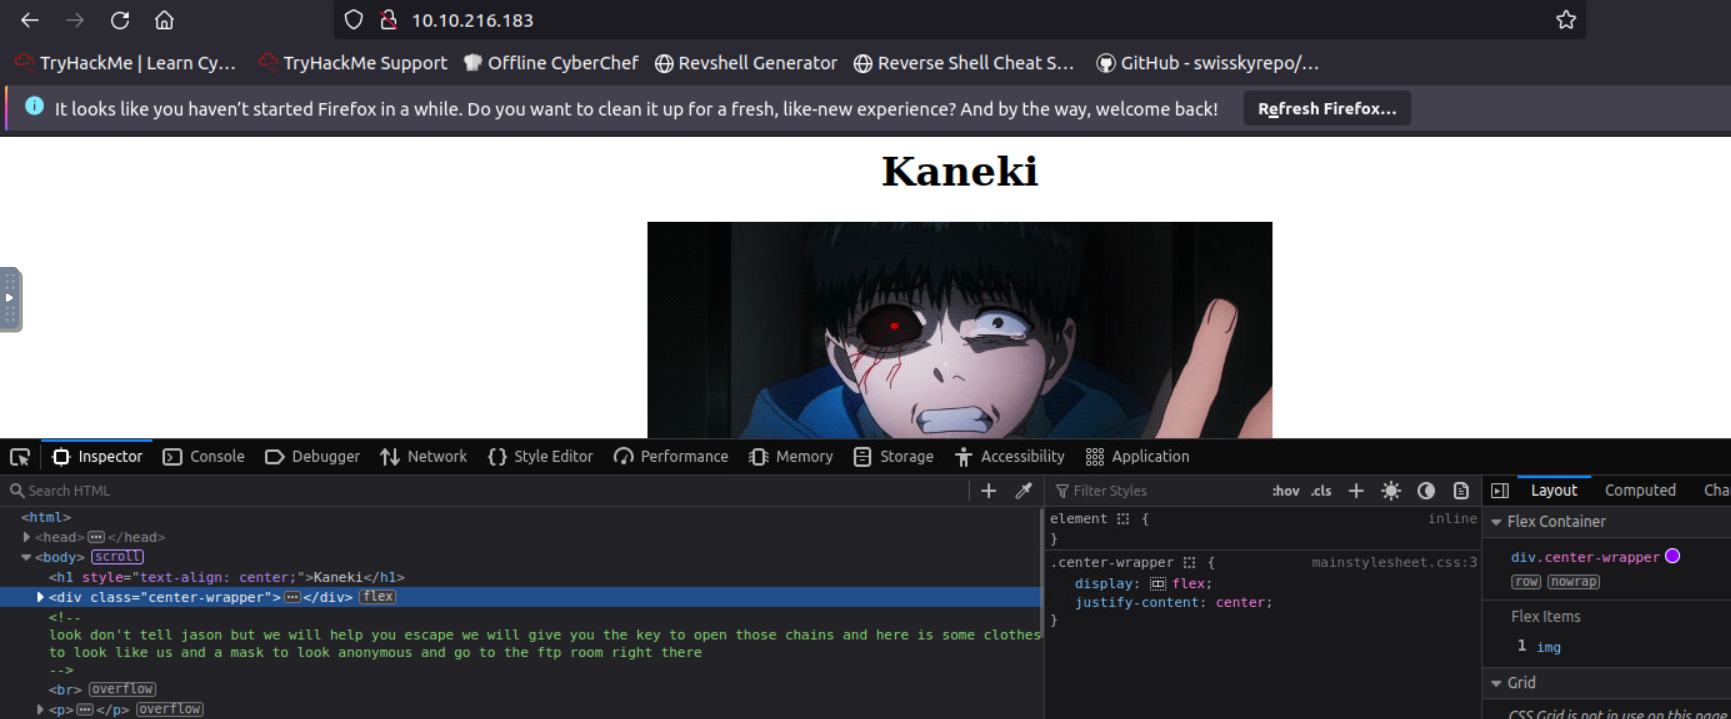 10.10.216.183
TryHackMe | Learn Cy... TryHackMe Support Offline CyberChef Revshell Generator Reverse Shell Cheat S... GitHub - swisskyrepo/...
It looks like you haven't started Firefox in a while. Do you want to clean it up for a fresh, like-new experience? And by the way, welcome back! Refresh Firefox...
Kaneki
Inspector Console Debugger Network Style Editor Performance Memory Storage Accessibility Application
Search HTML
Filter Styles :hov .cls
Layout Computed Cha
<html>
<head>...</head>
<body> scroll
<h1 style="text-align: center;">Kaneki</h1>
<div class="center-wrapper">...</div> flex
<!--
look don't tell jason but we will help you escape we will give you the key to open those chains and here is some clothes
to look like us and a mask to look anonymous and go to the ftp room right there
-->
<br> overflow
<p>...</p> overflow
element { inline
}
.center-wrapper { mainstylesheet.css:3
display: flex;
justify-content: center;
}
Flex Container
div.center-wrapper
row nowrap
Flex Items
1 img
Grid
CSS Grid is not in use on this page